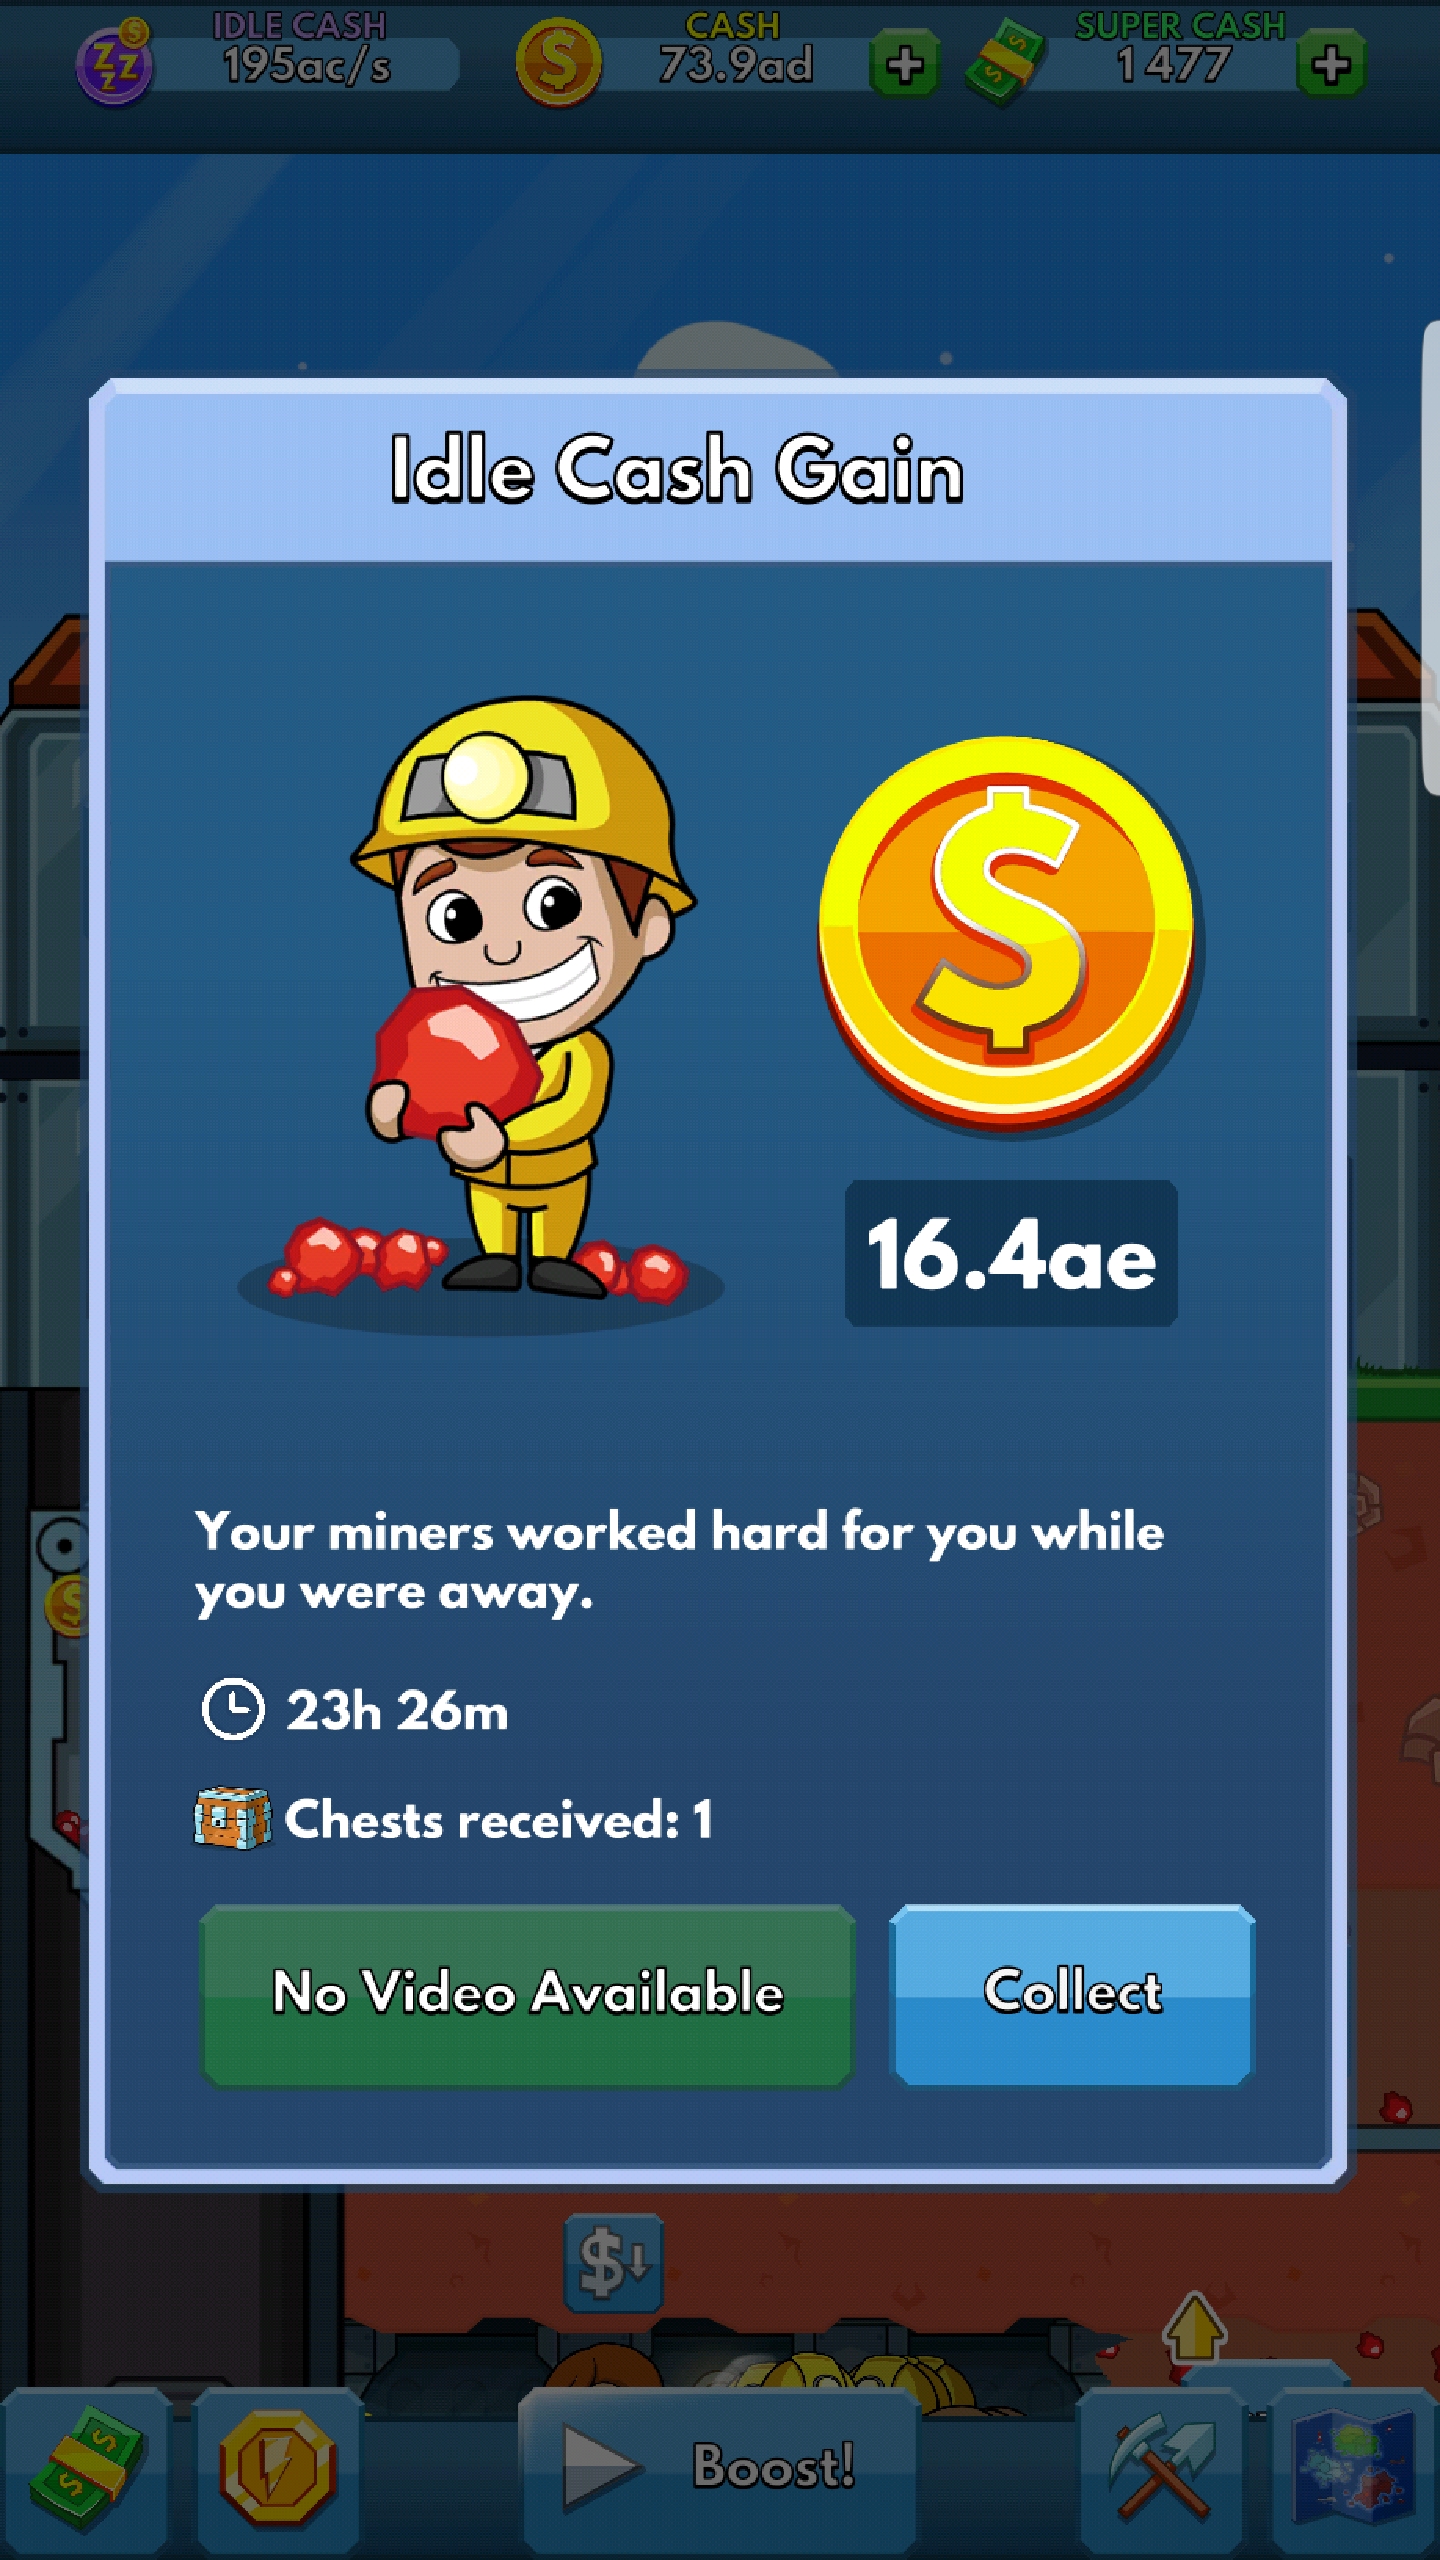 IDLE CASH
195ac/s
CASH
73.9ad
SUPER CASH
1477
Idle Cash Gain
16.4ae
Your miners worked hard for you while
you were away.
23h 26m
Chests received: 1
No Video Available
Collect
Boost!